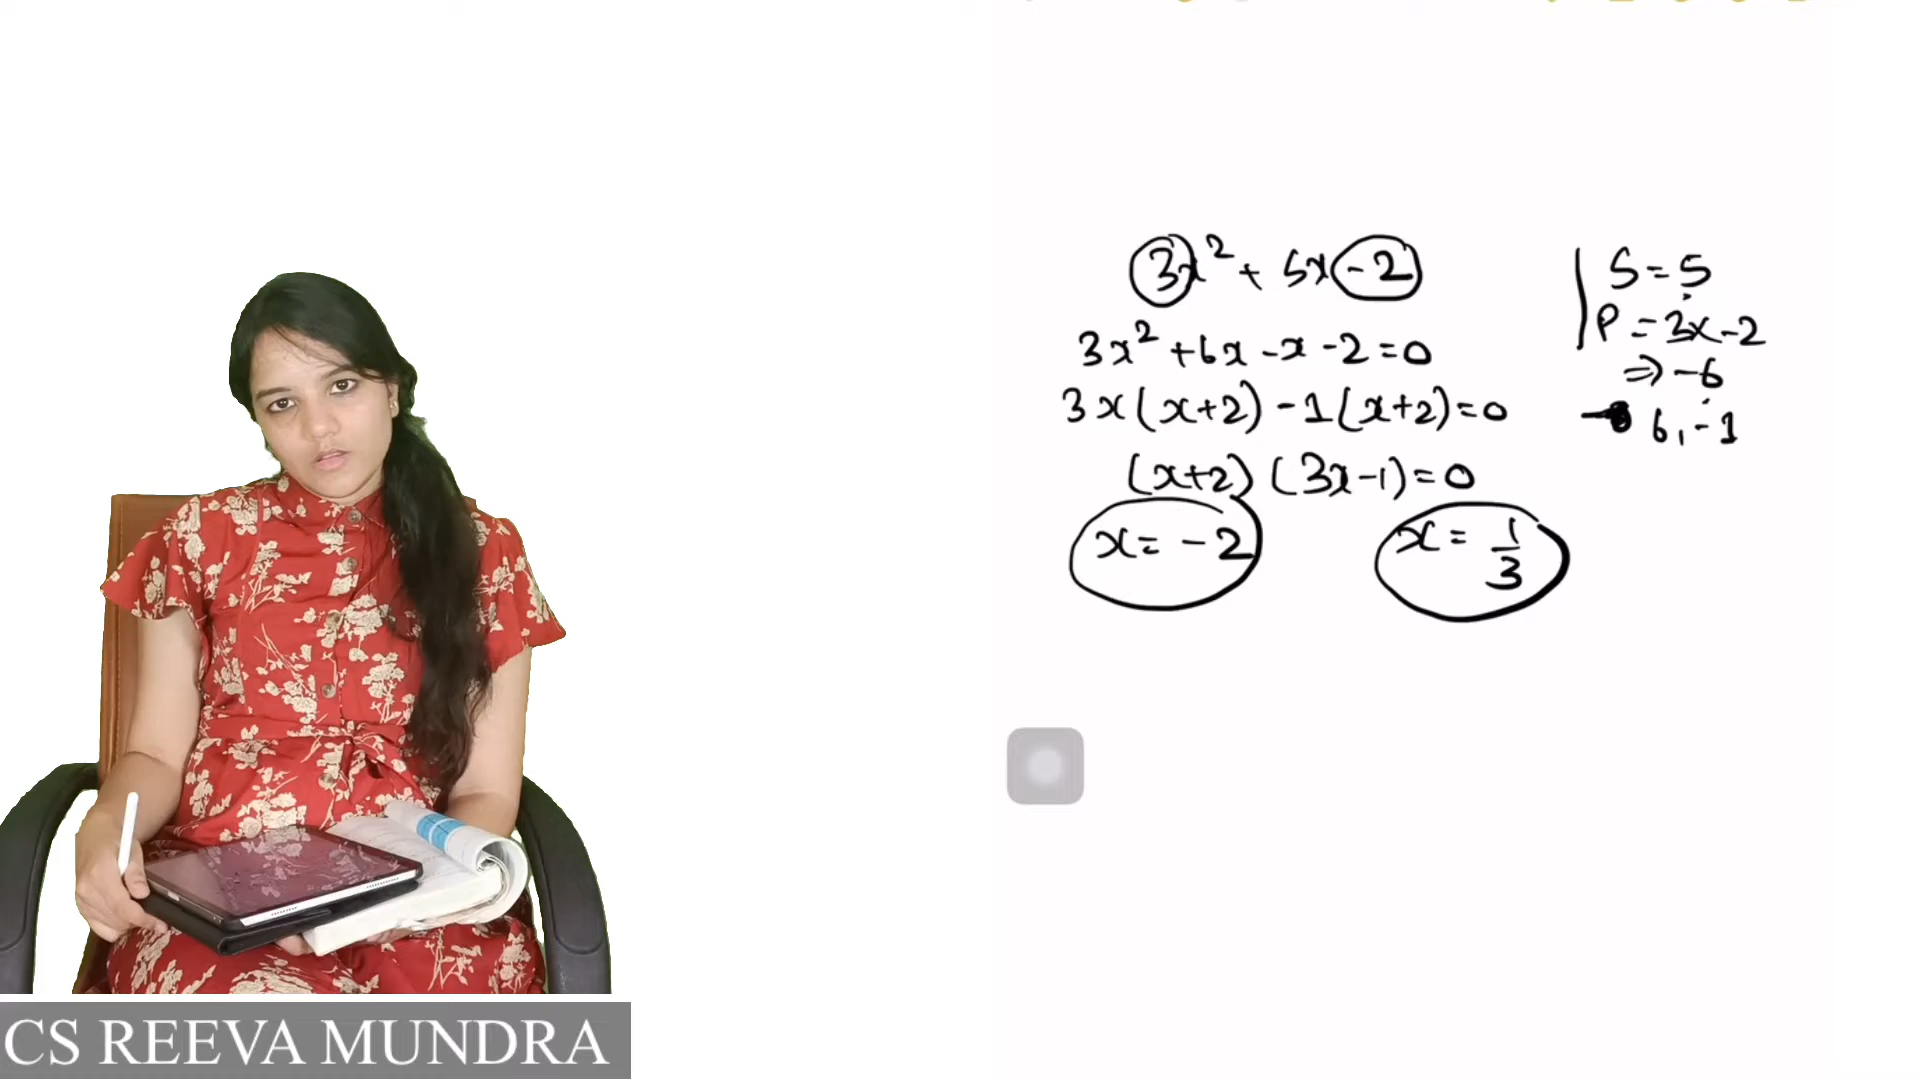 3x² + 5x - 2
3x² + 6x - x - 2 = 0
3x(x+2) - 1(x+2) = 0
(x+2) (3x-1) = 0
x = -2
x = 1/3
S = 5
P = 3x-2
⇒ -6
6, -1
CS REEVA MUNDRA